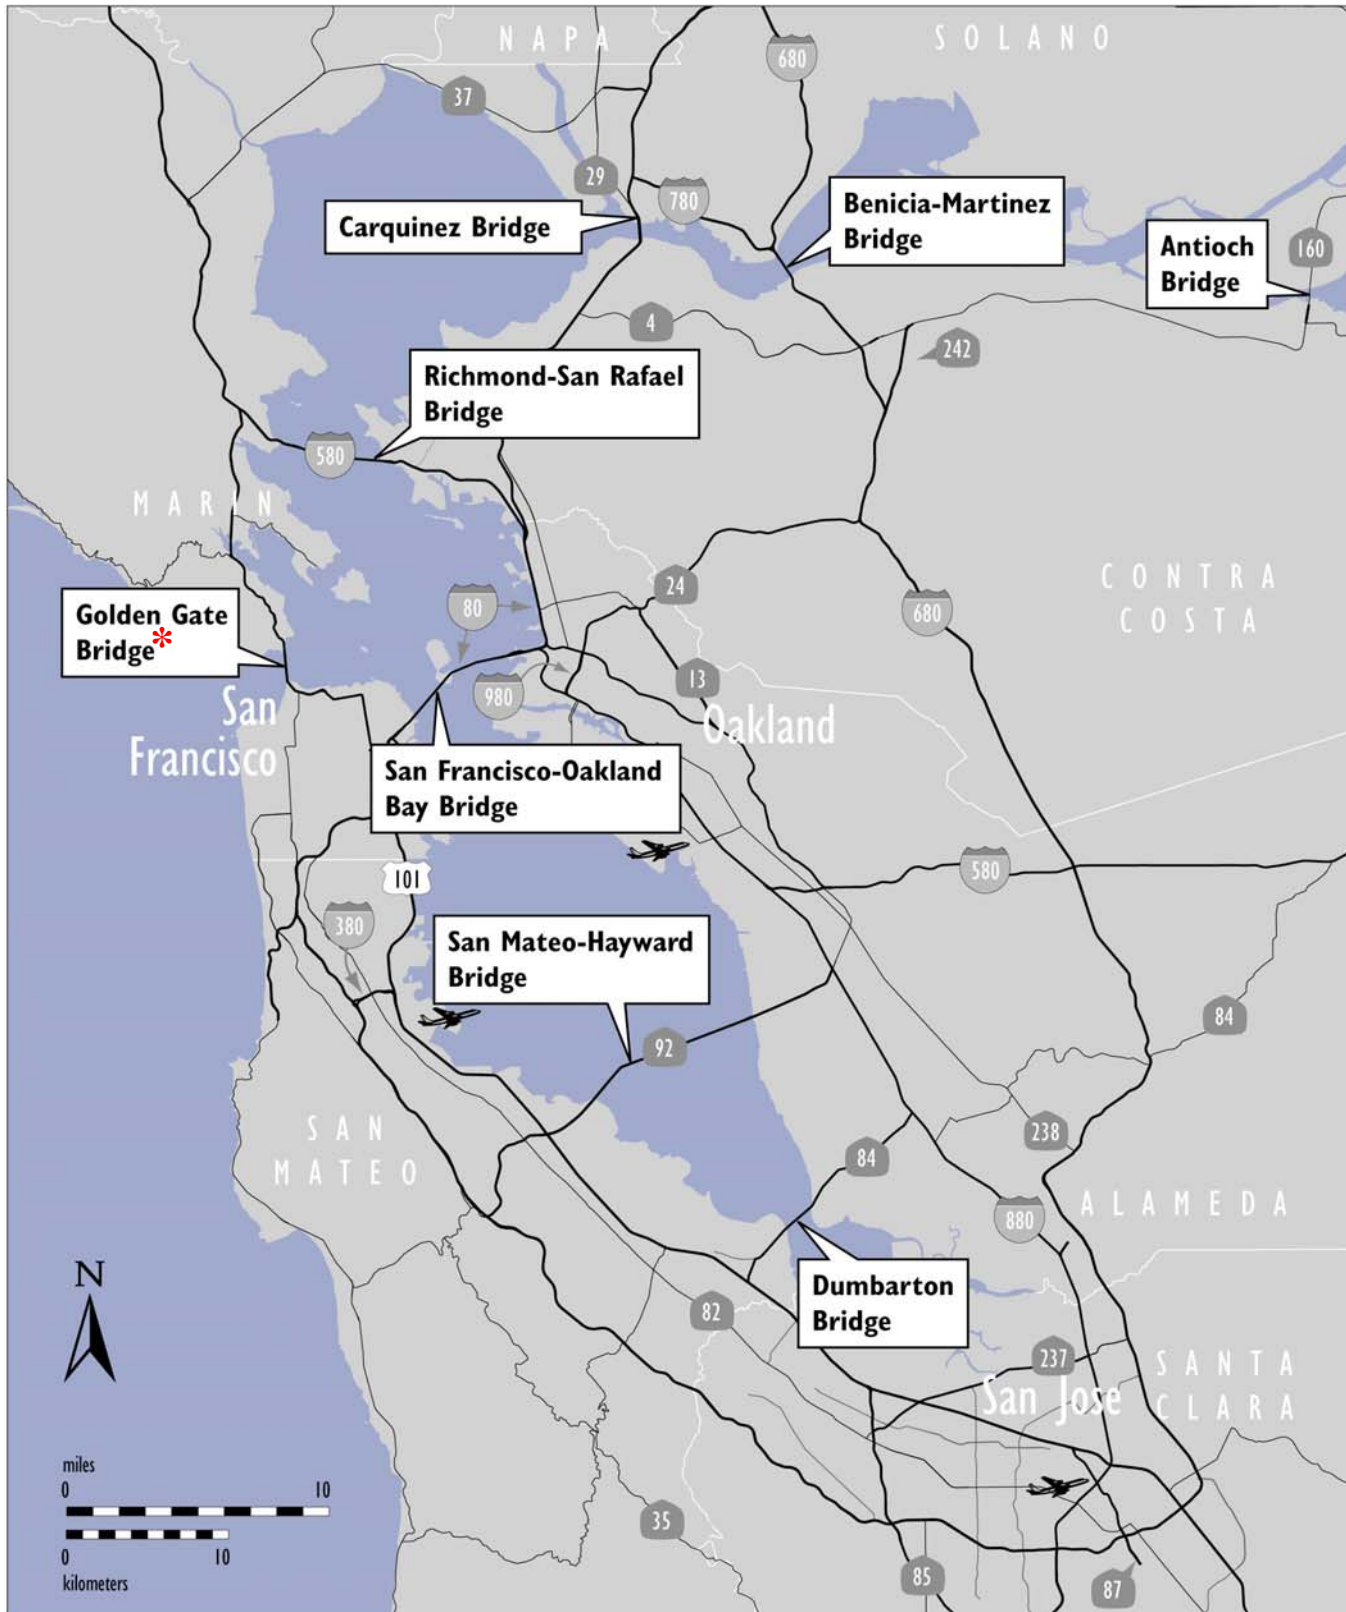 NAPA
SOLANO
680
37
29
780
Carquinez Bridge
Benicia-Martinez
Bridge
Antioch
Bridge
160
4
242
Richmond-San Rafael
Bridge
580
MARIN
80
24
680
CONTRA
COSTA
Golden Gate
Bridge*
980
13
San
Francisco
Oakland
San Francisco-Oakland
Bay Bridge
101
580
380
San Mateo-Hayward
Bridge
92
84
SAN
MATEO
238
84
880
ALAMEDA
N
Dumbarton
Bridge
82
237
San Jose
SANTA
CLARA
miles
0 10
0 10
kilometers
35
85
87